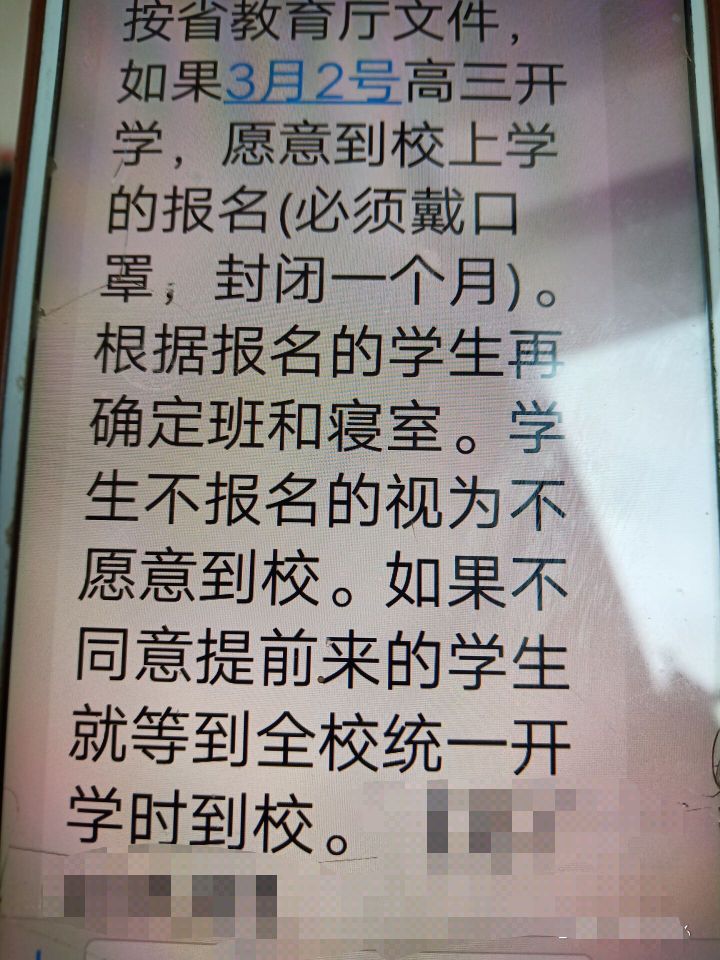 按省教育厅文件，
如果3月2号高三开
学，愿意到校上学
的报名(必须戴口
罩，封闭一个月)。
根据报名的学生再
确定班和寝室。学
生不报名的视为不
愿意到校。如果不
同意提前来的学生
就等到全校统一开
学时到校。